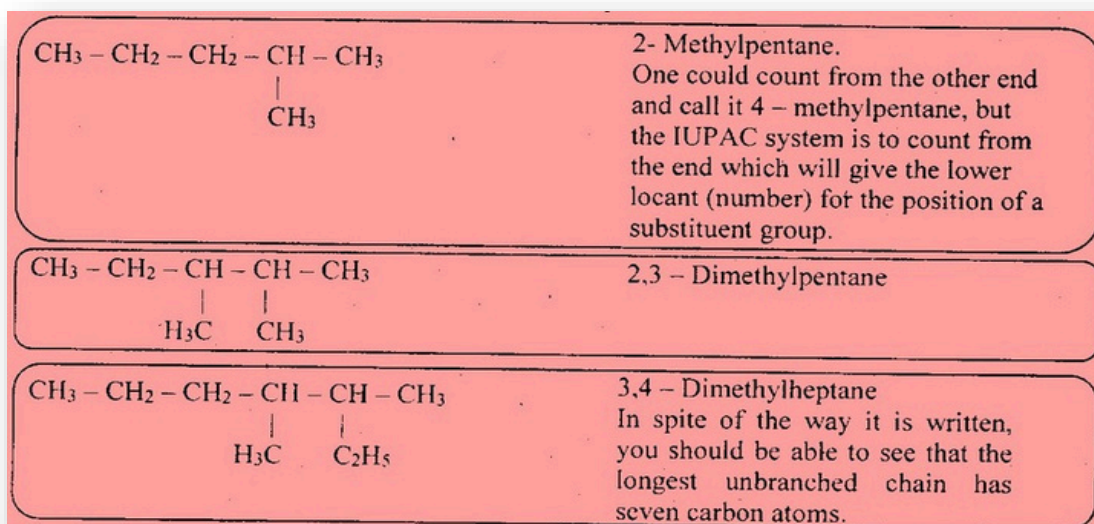 CH₃ – CH₂ – CH₂ – CH – CH₃
|
CH₃
2- Methylpentane.
One could count from the other end
and call it 4 – methylpentane, but
the IUPAC system is to count from
the end which will give the lower
locant (number) for the position of a
substituent group.
CH₃ – CH₂ – CH – CH – CH₃
| |
H₃C CH₃
2,3 – Dimethylpentane
CH₃ – CH₂ – CH₂ – CH – CH – CH₃
| |
H₃C C₂H₅
3,4 – Dimethylheptane
In spite of the way it is written,
you should be able to see that the
longest unbranched chain has
seven carbon atoms.